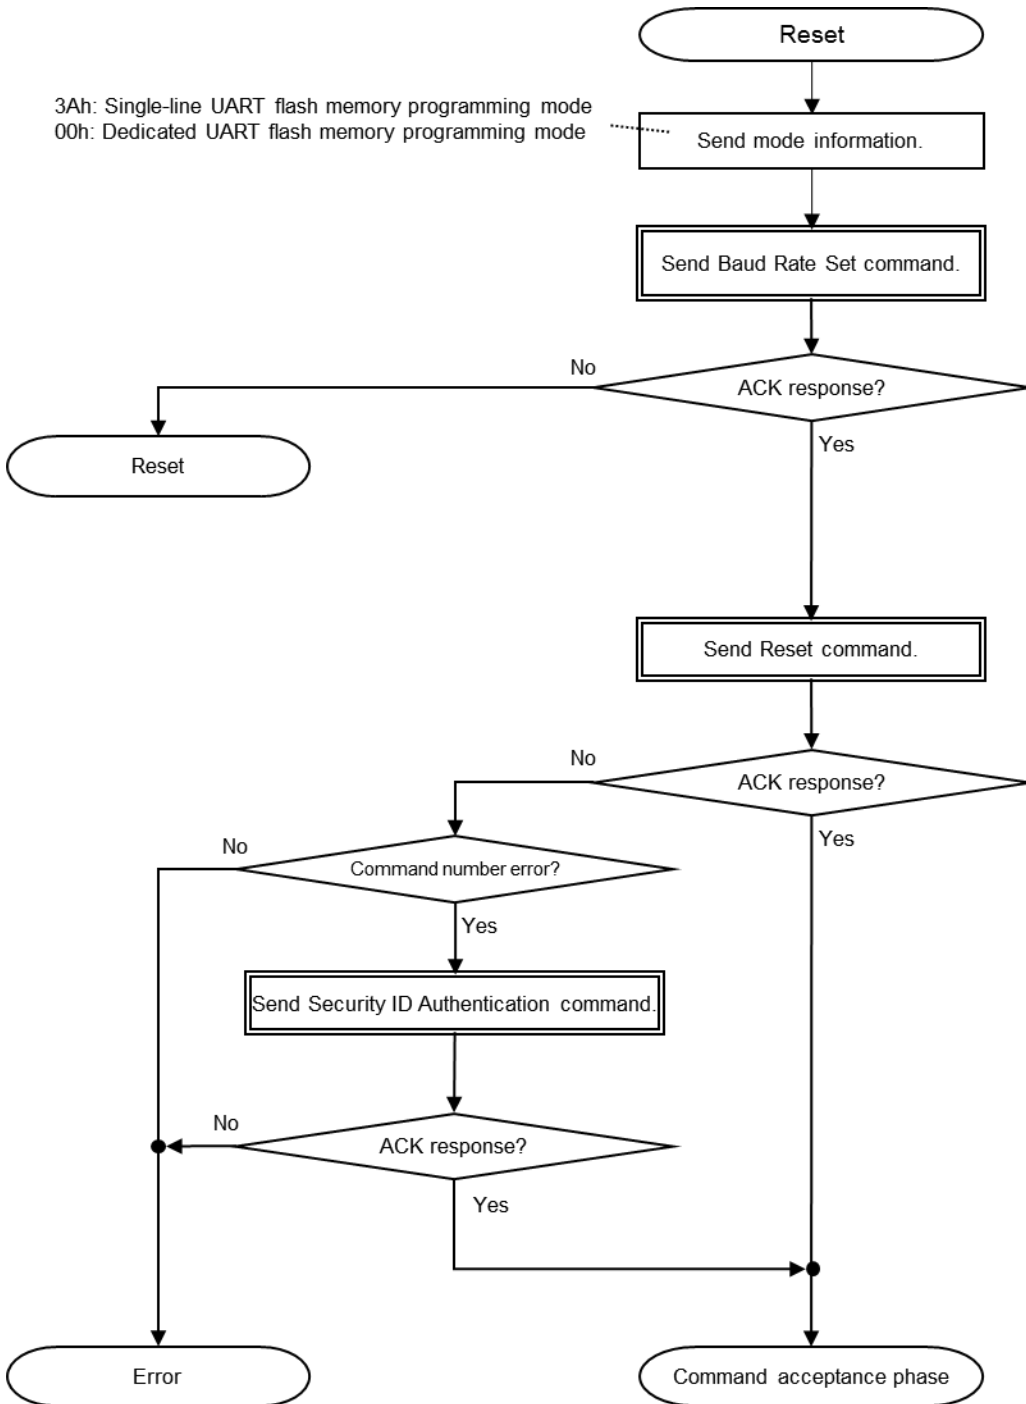 Reset
3Ah: Single-line UART flash memory programming mode
00h: Dedicated UART flash memory programming mode
Send mode information.
Send Baud Rate Set command.
No
ACK response?
Yes
Reset
Send Reset command.
No
ACK response?
Yes
No
Command number error?
Yes
Send Security ID Authentication command.
No
ACK response?
Yes
Error
Command acceptance phase